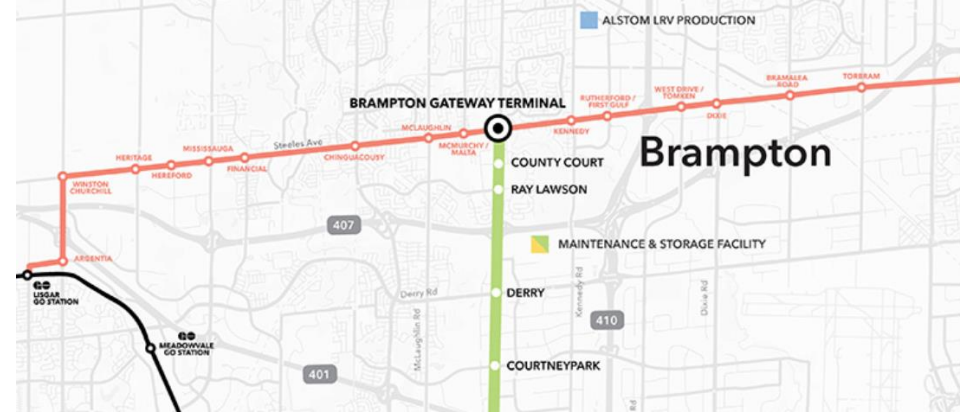 ALSTOM LRV PRODUCTION
BRAMALEA
ROAD
TORBRAM
WEST DRIVE /
TOMKEN
RUTHERFORD /
FIRST GULF
DIXIE
BRAMPTON GATEWAY TERMINAL
KENNEDY
MCLAUGHLIN
MCMURCHY /
MALTA
Steeles Ave
CHINGUACOUSY
MISSISSAUGA
FINANCIAL
HERITAGE
HEREFORD
WINSTON
CHURCHILL
Brampton
COUNTY COURT
RAY LAWSON
407
MAINTENANCE & STORAGE FACILITY
ARGENTIA
GO
LISGAR
GO STATION
Derry Rd
DERRY
Kennedy Rd
Dixie Rd
McLaughlin Rd
410
GO
MEADOWVALE
GO STATION
401
COURTNEYPARK
Rd